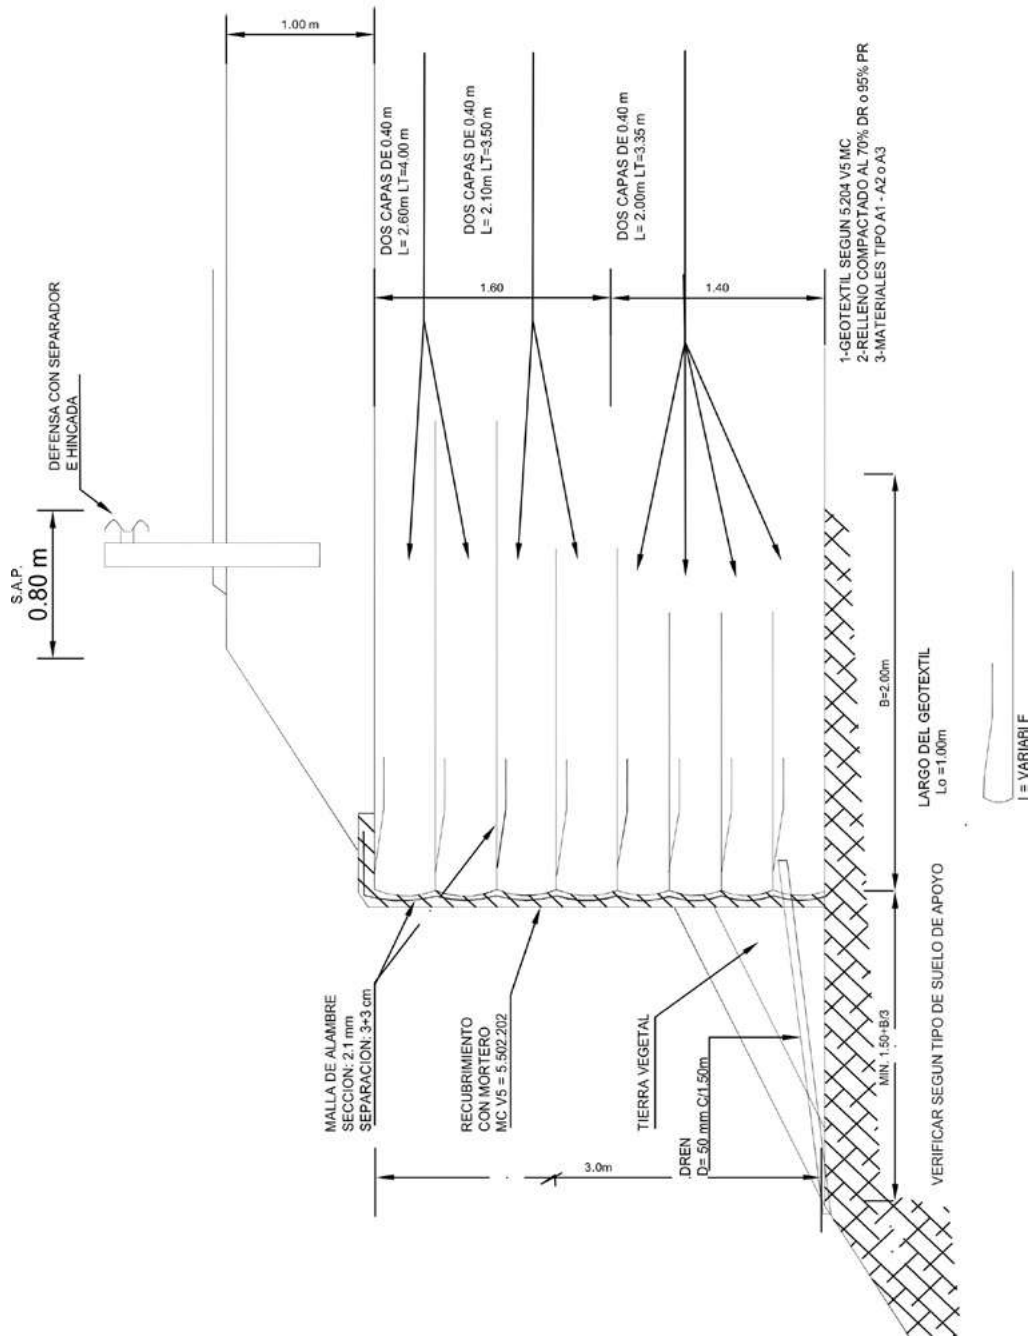 S.A.P.
0.80 m
DEFENSA CON SEPARADOR
E HINCADA
1.00 m
DOS CAPAS DE 0.40 m
L= 2.60m LT=4,00 m
DOS CAPAS DE 0.40 m
L= 2.10m LT=3.50 m
DOS CAPAS DE 0.40 m
L= 2.00m LT=3.35 m
1.60
1.40
1-GEOTEXTIL SEGUN 5.204 V5 MC
2-RELLENO COMPACTADO AL 70% DR o 95% PR
3-MATERIALES TIPO A1 - A2 o A3
MALLA DE ALAMBRE
SECCION: 2.1 mm
SEPARACION: 3+3 cm
RECUBRIMIENTO
CON MORTERO
MC V5 = 5.502.202
TIERRA VEGETAL
DREN
D= 50 mm C/1.50m
3.0m
MIN. 1.50+B/3
B=2.00m
VERIFICAR SEGUN TIPO DE SUELO DE APOYO
LARGO DEL GEOTEXTIL
Lo =1.00m
L= VARIABLE